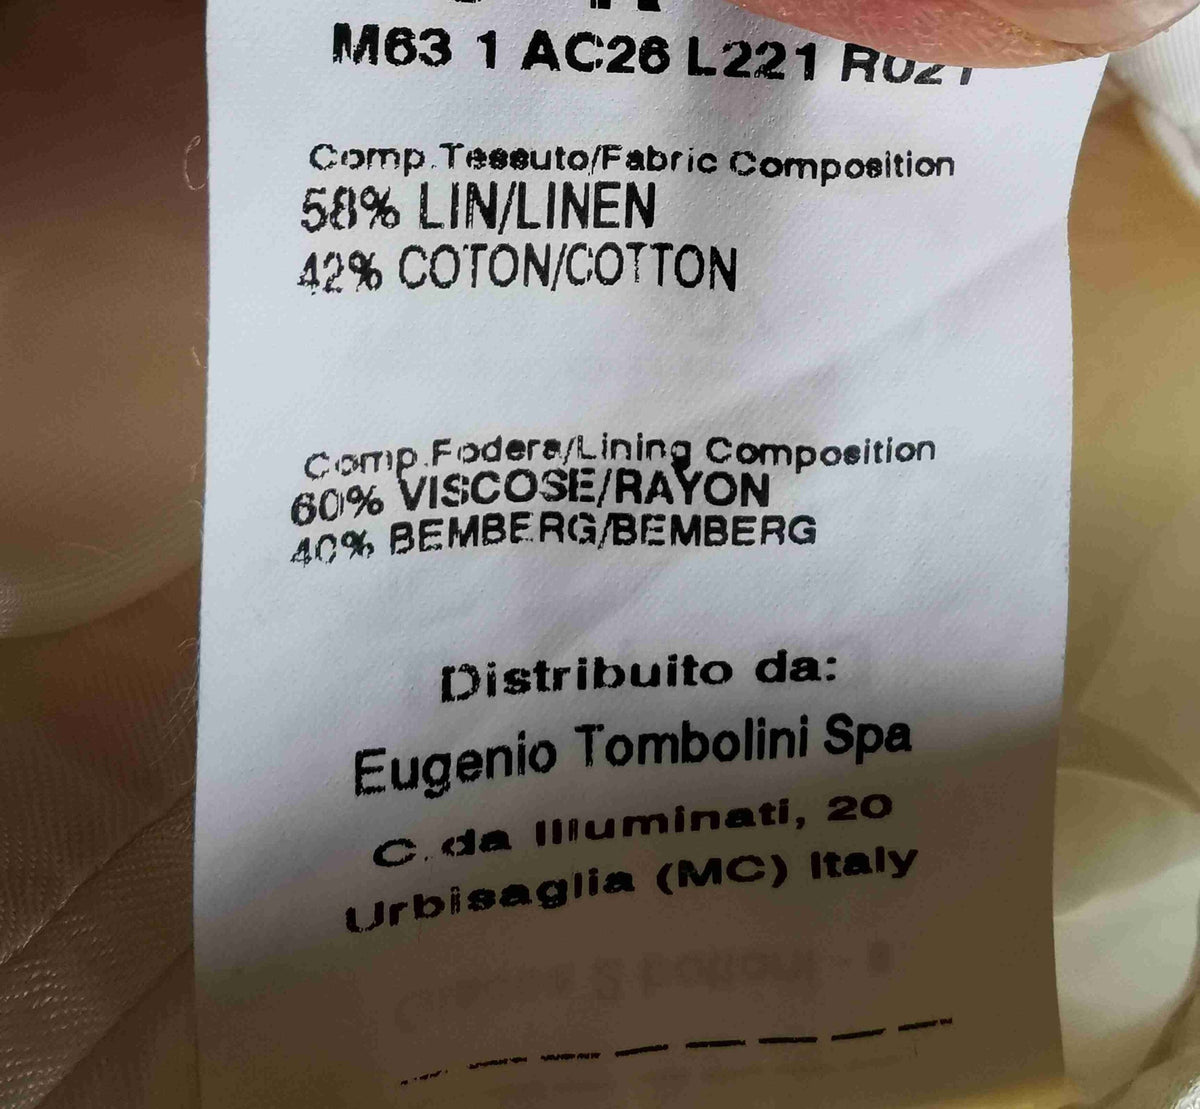 M63 1 AC26 L221 R021
Comp.Tessuto/Fabric Composition
58% LIN/LINEN
42% COTON/COTTON
Comp.Fodera/Lining Composition
60% VISCOSE/RAYON
40% BEMBERG/BEMBERG
Distribuito da:
Eugenio Tombolini Spa
C.da Illuminati, 20
Urbisaglia (MC) Italy